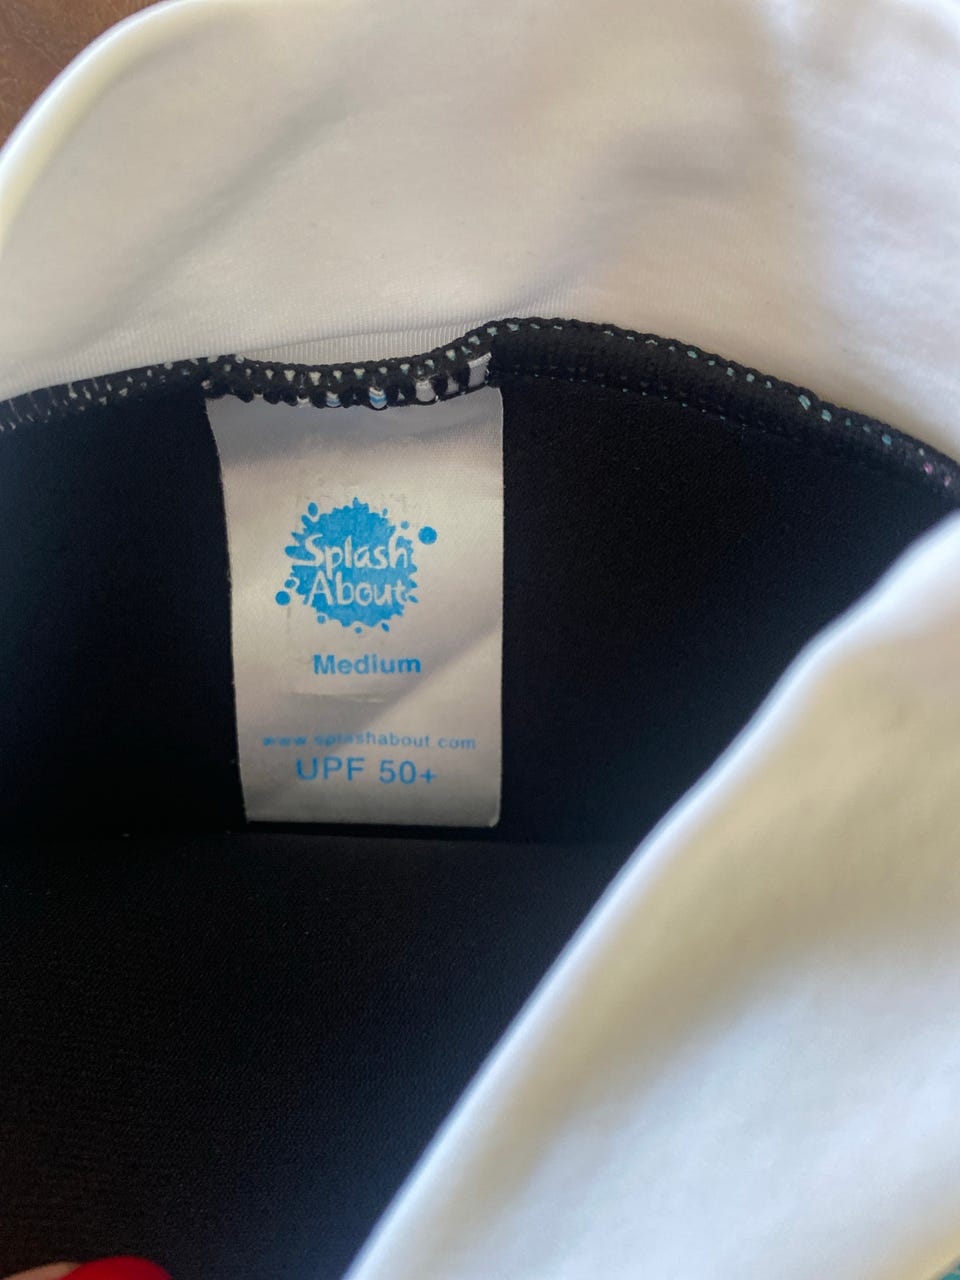 Splash
About
Medium
www.splashabout.com
UPF 50+